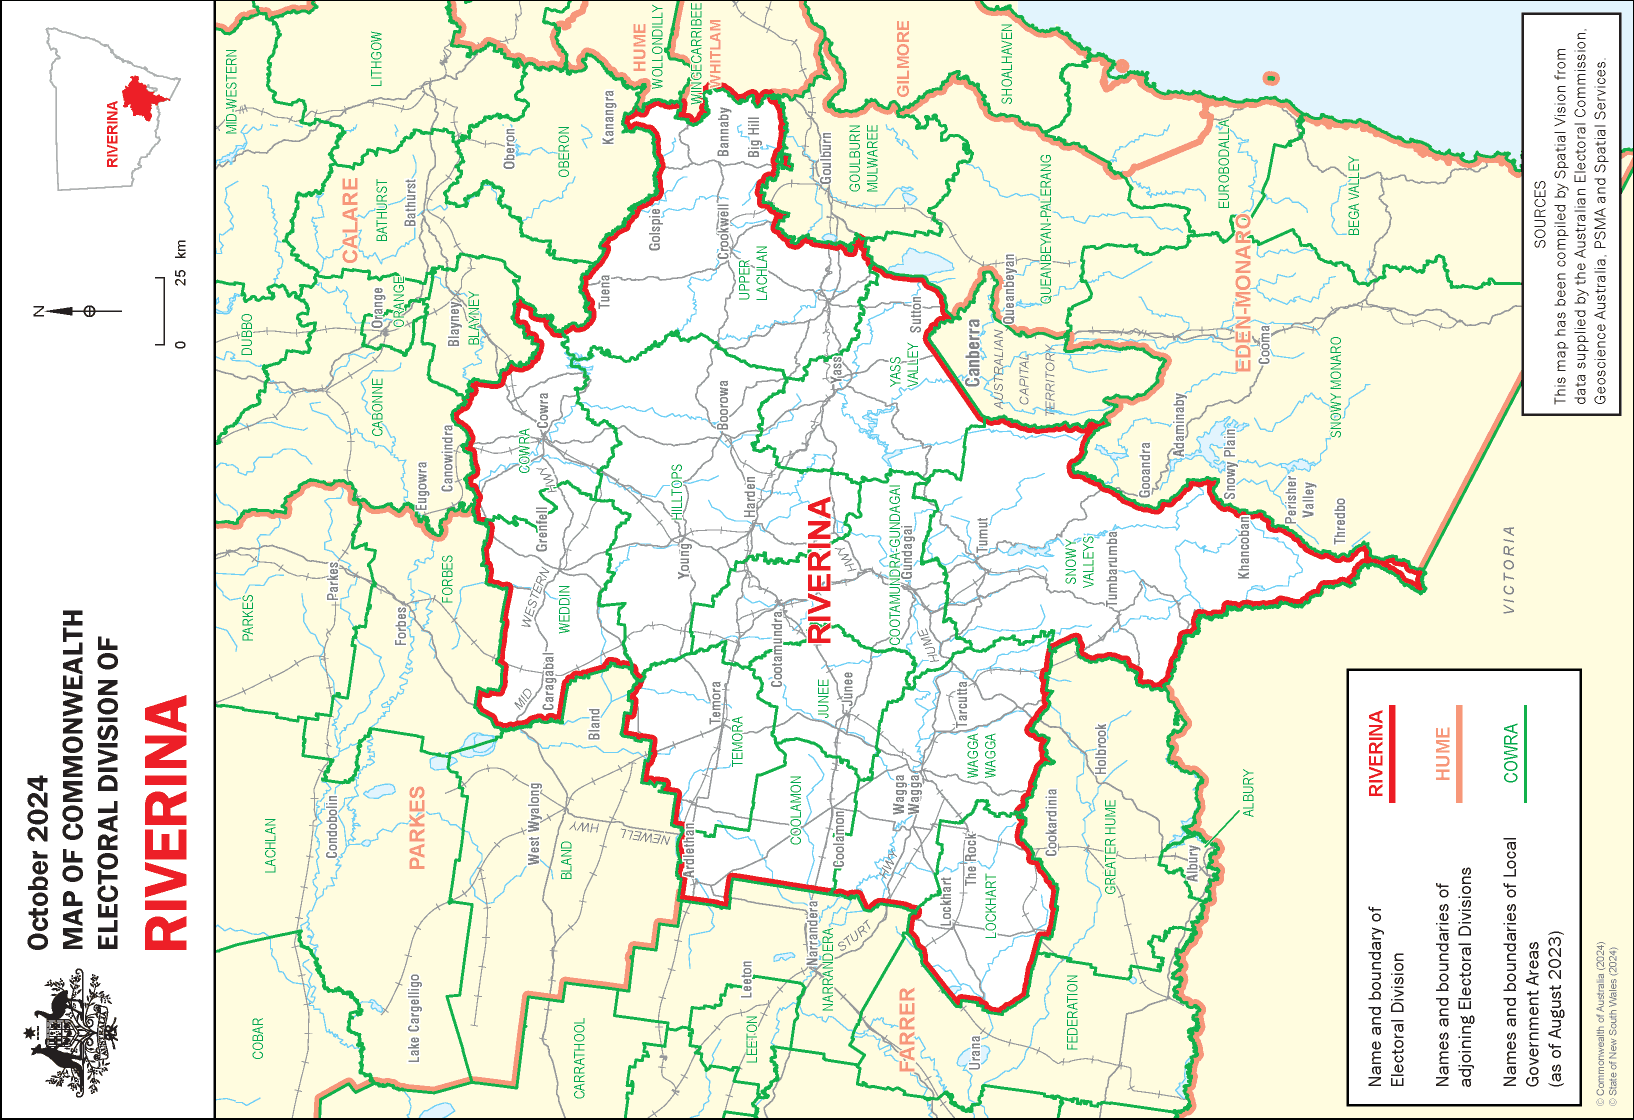 October 2024
MAP OF COMMONWEALTH
ELECTORAL DIVISION OF
RIVERINA
N
0 25 km
RIVERINA
COBAR
LACHLAN
PARKES
DUBBO
MID-WESTERN
LITHGOW
Lake Cargelligo
Condobolin
PARKES
Parkes
Forbes
FORBES
Eugowra
Canowindra
CABONNE
Orange
ORANGE
CALARE
BATHURST
Bathurst
Blayney
BLAYNEY
Oberon
OBERON
Kanangra
HUME
WOLLONDILLY
WINGECARRIBEE
WHITLAM
CARRATHOOL
West Wyalong
BLAND
Bland
NEWELL
HWY
MID
WESTERN
HWY
Caragabal
WEDDIN
Grenfell
COWRA
Cowra
Tuena
Golspie
Crookwell
UPPER
LACHLAN
Bannaby
Big Hill
Goulburn
GOULBURN
MULWAREE
GILMORE
SHOALHAVEN
Ardlethan
Temora
TEMORA
Young
HILLTOPS
Harden
Boorowa
Cootamundra
RIVERINA
COOLAMON
Coolamon
JUNEE
Junee
HWY
Yass
YASS
VALLEY
Sutton
Leeton
LEETON
Narrandera
NARRANDERA
STURT
HWY
Wagga
Wagga
WAGGA
WAGGA
Tarcutta
HUME
COOTAMUNDRA-GUNDAGAI
Gundagai
Tumut
SNOWY
VALLEYS
Tumbarumba
Canberra
AUSTRALIAN
CAPITAL
TERRITORY
Queanbeyan
QUEANBEYAN-PALERANG
FARRER
Urana
FEDERATION
Lockhart
The Rock
LOCKHART
Cookardinia
Holbrook
GREATER HUME
Albury
ALBURY
Khancoban
Gooandra
Adaminaby
Snowy Plain
Perisher
Valley
Thredbo
Cooma
EDEN-MONARO
SNOWY MONARO
EUROBODALLA
BEGA VALLEY
VICTORIA
Name and boundary of
Electoral Division
RIVERINA
Names and boundaries of
adjoining Electoral Divisions
HUME
Names and boundaries of Local
Government Areas
(as of August 2023)
COWRA
SOURCES
This map has been compiled by Spatial Vision from
data supplied by the Australian Electoral Commission,
Geoscience Australia, PSMA and Spatial Services.
© Commonwealth of Australia (2024)
© State of New South Wales (2024)